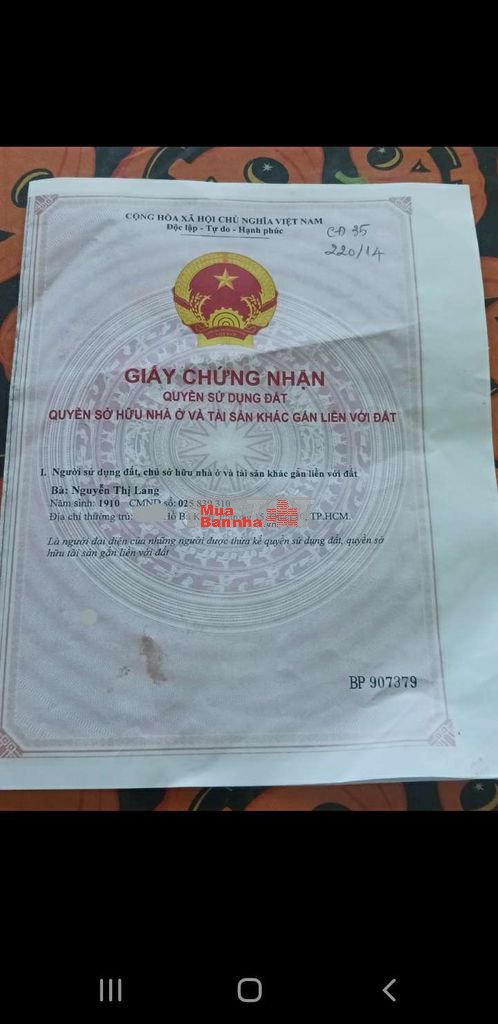 CỘNG HÒA XÃ HỘI CHỦ NGHĨA VIỆT NAM
Độc lập - Tự do - Hạnh phúc
CĐ 35
220/14
GIẤY CHỨNG NHẬN
QUYỀN SỬ DỤNG ĐẤT
QUYỀN SỞ HỮU NHÀ Ở VÀ TÀI SẢN KHÁC GẮN LIỀN VỚI ĐẤT
I. Người sử dụng đất, chủ sở hữu nhà ở và tài sản khác gắn liền với đất
Bà: Nguyễn Thị Lang
Năm sinh: 1910 CMND số: 025 839 310
Địa chỉ thường trú: TP.HCM.
Mua
Bannha.vn
Là người đại diện của những người được thừa kế quyền sử dụng đất, quyền sở
hữu tài sản gắn liền với đất
BP 907379